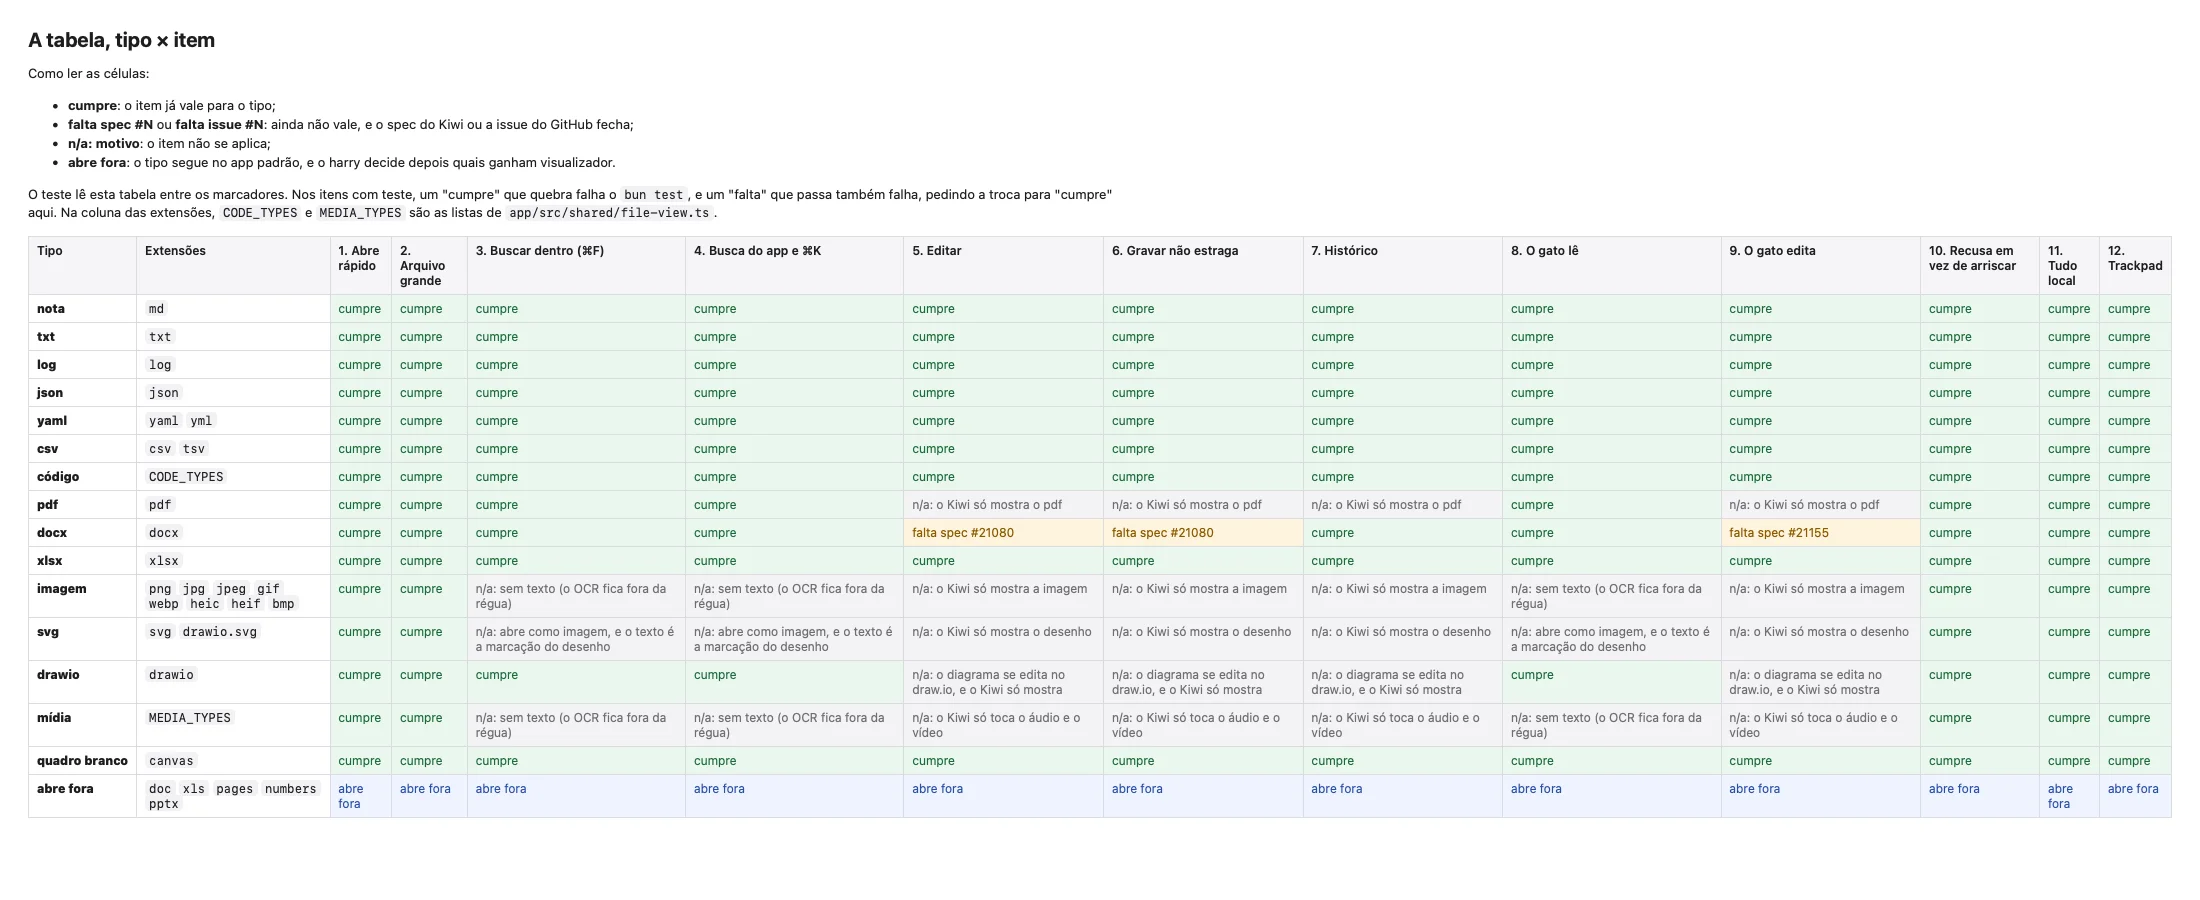 A tabela, tipo × item
Como ler as células:
• cumpre: o item já vale para o tipo;
• falta spec #N ou falta issue #N: ainda não vale, e o spec do Kiwi ou a issue do GitHub fecha;
• n/a: motivo: o item não se aplica;
• abre fora: o tipo segue no app padrão, e o harry decide depois quais ganham visualizador.
O teste lê esta tabela entre os marcadores. Nos itens com teste, um "cumpre" que quebra falha o bun test, e um "falta" que passa também falha, pedindo a troca para "cumpre"
aqui. Na coluna das extensões, CODE_TYPES e MEDIA_TYPES são as listas de app/src/shared/file-view.ts.
Tipo Extensões 1. Abre rápido 2. Arquivo grande 3. Buscar dentro (⌘F) 4. Busca do app e ⌘K 5. Editar 6. Gravar não estraga 7. Histórico 8. O gato lê 9. O gato edita 10. Recusa em vez de arriscar 11. Tudo local 12. Trackpad
nota md cumpre cumpre cumpre cumpre cumpre cumpre cumpre cumpre cumpre cumpre cumpre cumpre
txt txt cumpre cumpre cumpre cumpre cumpre cumpre cumpre cumpre cumpre cumpre cumpre cumpre
log log cumpre cumpre cumpre cumpre cumpre cumpre cumpre cumpre cumpre cumpre cumpre cumpre
json json cumpre cumpre cumpre cumpre cumpre cumpre cumpre cumpre cumpre cumpre cumpre cumpre
yaml yaml yml cumpre cumpre cumpre cumpre cumpre cumpre cumpre cumpre cumpre cumpre cumpre cumpre
csv csv tsv cumpre cumpre cumpre cumpre cumpre cumpre cumpre cumpre cumpre cumpre cumpre cumpre
código CODE_TYPES cumpre cumpre cumpre cumpre cumpre cumpre cumpre cumpre cumpre cumpre cumpre cumpre
pdf pdf cumpre cumpre cumpre cumpre n/a: o Kiwi só mostra o pdf n/a: o Kiwi só mostra o pdf n/a: o Kiwi só mostra o pdf cumpre n/a: o Kiwi só mostra o pdf cumpre cumpre cumpre
docx docx cumpre cumpre cumpre cumpre falta spec #21080 falta spec #21080 cumpre cumpre falta spec #21155 cumpre cumpre cumpre
xlsx xlsx cumpre cumpre cumpre cumpre cumpre cumpre cumpre cumpre cumpre cumpre cumpre cumpre
imagem png jpg jpeg gif webp heic heif bmp cumpre cumpre n/a: sem texto (o OCR fica fora da régua) n/a: sem texto (o OCR fica fora da régua) n/a: o Kiwi só mostra a imagem n/a: o Kiwi só mostra a imagem n/a: o Kiwi só mostra a imagem n/a: sem texto (o OCR fica fora da régua) n/a: o Kiwi só mostra a imagem cumpre cumpre cumpre
svg svg drawio.svg cumpre cumpre n/a: abre como imagem, e o texto é a marcação do desenho n/a: abre como imagem, e o texto é a marcação do desenho n/a: o Kiwi só mostra o desenho n/a: o Kiwi só mostra o desenho n/a: o Kiwi só mostra o desenho n/a: abre como imagem, e o texto é a marcação do desenho n/a: o Kiwi só mostra o desenho cumpre cumpre cumpre
drawio drawio cumpre cumpre cumpre cumpre n/a: o diagrama se edita no draw.io, e o Kiwi só mostra n/a: o diagrama se edita no draw.io, e o Kiwi só mostra n/a: o diagrama se edita no draw.io, e o Kiwi só mostra cumpre n/a: o diagrama se edita no draw.io, e o Kiwi só mostra cumpre cumpre cumpre
mídia MEDIA_TYPES cumpre cumpre n/a: sem texto (o OCR fica fora da régua) n/a: sem texto (o OCR fica fora da régua) n/a: o Kiwi só toca o áudio e o vídeo n/a: o Kiwi só toca o áudio e o vídeo n/a: o Kiwi só toca o áudio e o vídeo n/a: sem texto (o OCR fica fora da régua) n/a: o Kiwi só toca o áudio e o vídeo cumpre cumpre cumpre
quadro branco canvas cumpre cumpre cumpre cumpre cumpre cumpre cumpre cumpre cumpre cumpre cumpre cumpre
abre fora doc xls pages numbers pptx abre fora abre fora abre fora abre fora abre fora abre fora abre fora abre fora abre fora abre fora abre fora abre fora